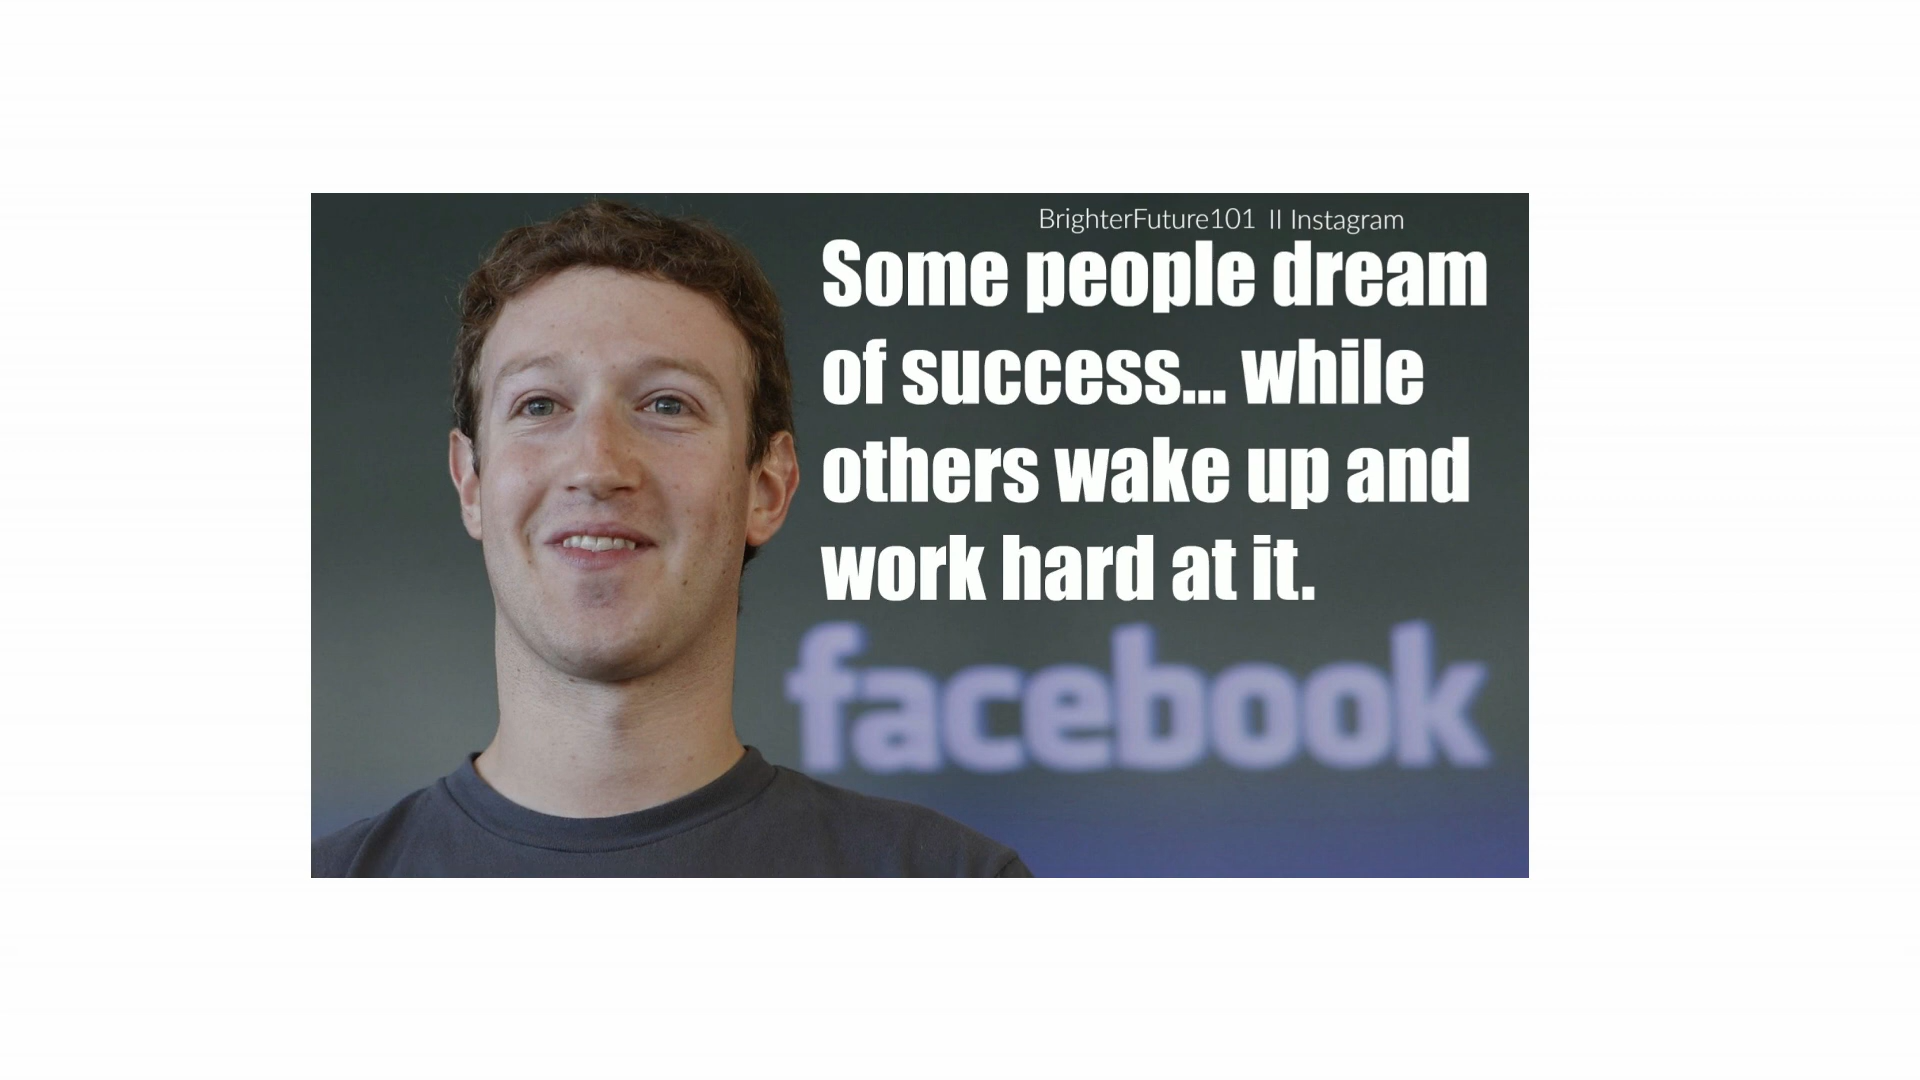 BrighterFuture101 II Instagram
Some people dream
of success... while
others wake up and
work hard at it.
facebook